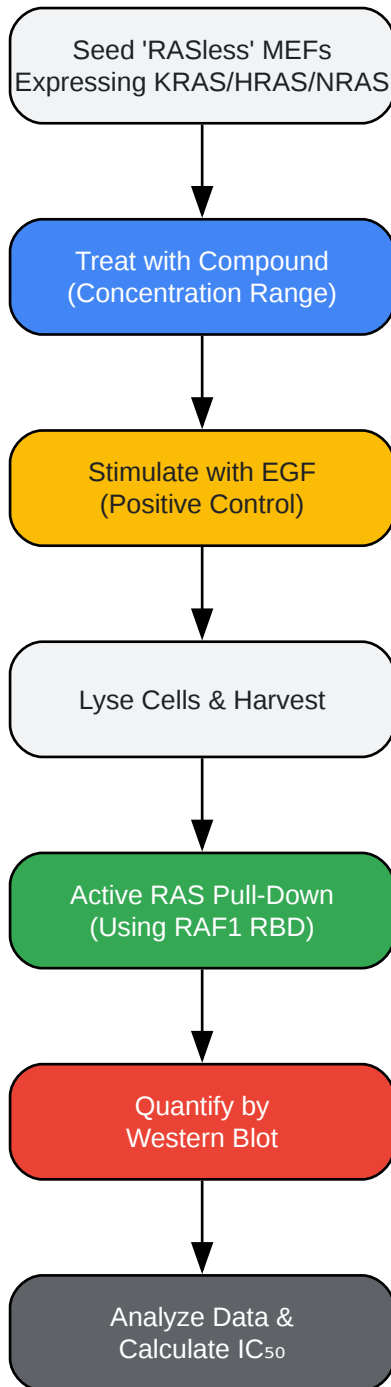 Seed 'RASless' MEFs
Expressing KRAS/HRAS/NRAS
Treat with Compound
(Concentration Range)
Stimulate with EGF
(Positive Control)
Lyse Cells & Harvest
Active RAS Pull-Down
(Using RAF1 RBD)
Quantify by
Western Blot
Analyze Data &
Calculate IC₅₀